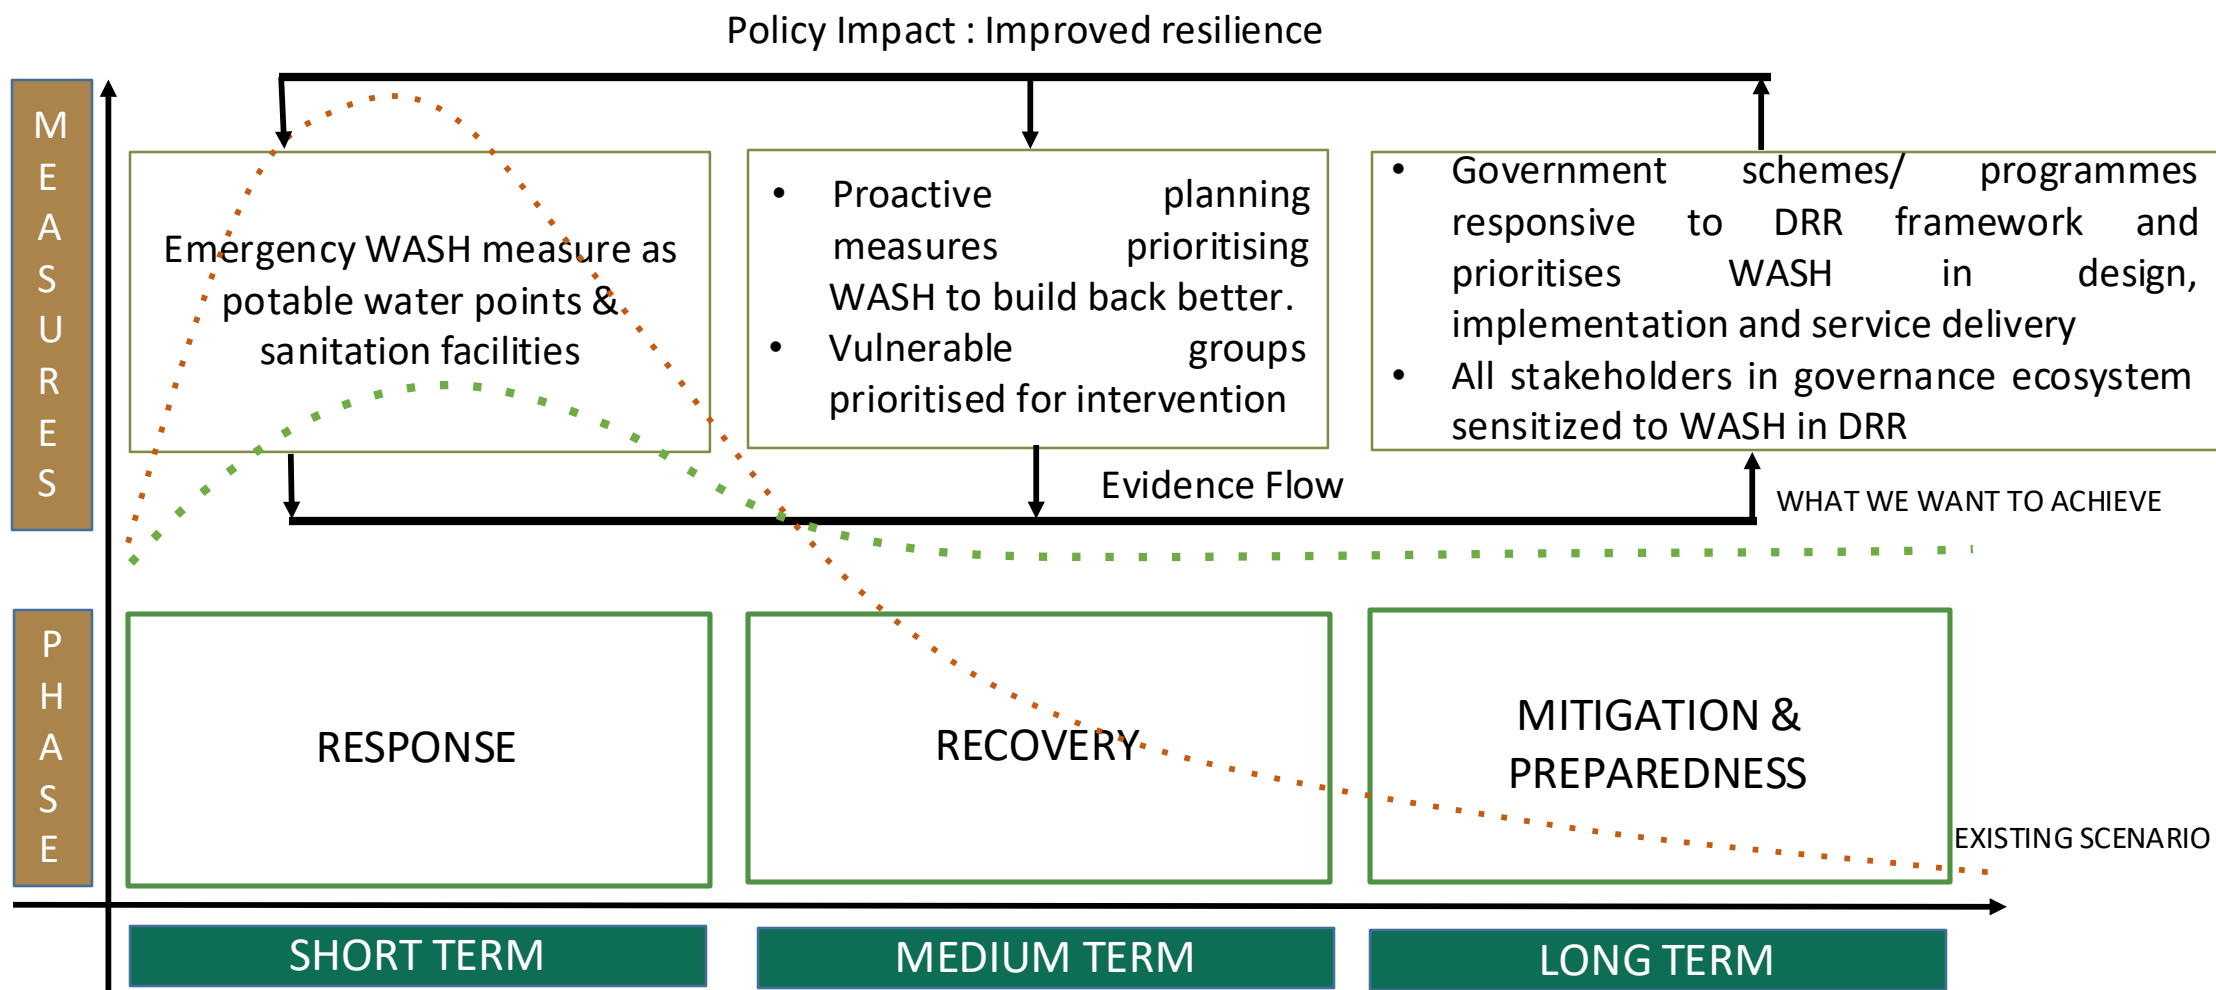 Policy Impact : Improved resilience
MEASURES
Emergency WASH measure as
potable water points &
sanitation facilities
• Proactive planning
measures prioritising
WASH to build back better.
• Vulnerable groups
prioritised for intervention
• Government schemes/ programmes
responsive to DRR framework and
prioritises WASH in design,
implementation and service delivery
• All stakeholders in governance ecosystem
sensitized to WASH in DRR
Evidence Flow
WHAT WE WANT TO ACHIEVE
PHASE
RESPONSE
RECOVERY
MITIGATION &
PREPAREDNESS
EXISTING SCENARIO
SHORT TERM
MEDIUM TERM
LONG TERM